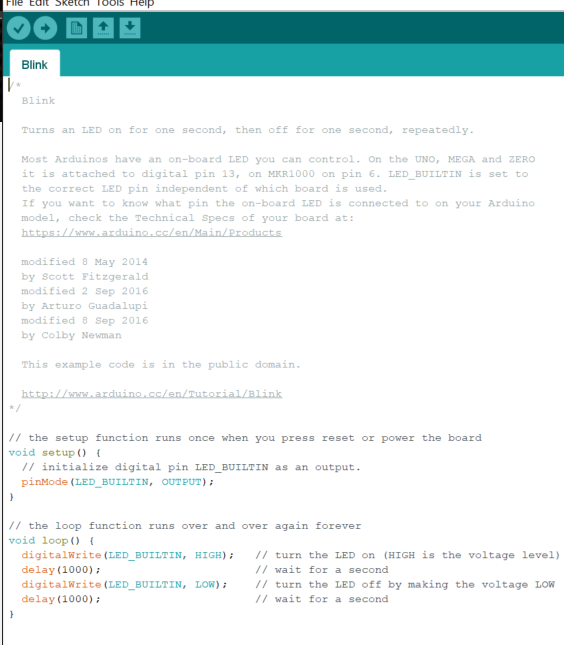 File Edit Sketch Tools Help
Blink
/*
  Blink

  Turns an LED on for one second, then off for one second, repeatedly.

  Most Arduinos have an on-board LED you can control. On the UNO, MEGA and ZERO
  it is attached to digital pin 13, on MKR1000 on pin 6. LED_BUILTIN is set to
  the correct LED pin independent of which board is used.
  If you want to know what pin the on-board LED is connected to on your Arduino
  model, check the Technical Specs of your board at:
  https://www.arduino.cc/en/Main/Products

  modified 8 May 2014
  by Scott Fitzgerald
  modified 2 Sep 2016
  by Arturo Guadalupi
  modified 8 Sep 2016
  by Colby Newman

  This example code is in the public domain.

  http://www.arduino.cc/en/Tutorial/Blink
*/

// the setup function runs once when you press reset or power the board
void setup() {
  // initialize digital pin LED_BUILTIN as an output.
  pinMode(LED_BUILTIN, OUTPUT);
}

// the loop function runs over and over again forever
void loop() {
  digitalWrite(LED_BUILTIN, HIGH);   // turn the LED on (HIGH is the voltage level)
  delay(1000);                       // wait for a second
  digitalWrite(LED_BUILTIN, LOW);    // turn the LED off by making the voltage LOW
  delay(1000);                       // wait for a second
}